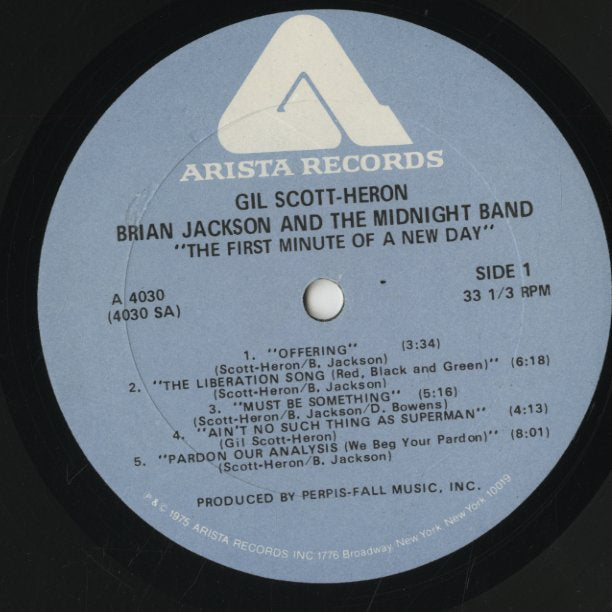 ARISTA RECORDS
GIL SCOTT-HERON
BRIAN JACKSON AND THE MIDNIGHT BAND
"THE FIRST MINUTE OF A NEW DAY"
A 4030
(4030 SA)
SIDE 1
33 1/3 RPM
1. "OFFERING" (3:34)
(Scott-Heron/B. Jackson)
2. "THE LIBERATION SONG (Red, Black and Green)" (6:18)
(Scott-Heron/B. Jackson)
3. "MUST BE SOMETHING" (5:16)
(Scott-Heron/B. Jackson/D. Bowens)
4. "AIN'T NO SUCH THING AS SUPERMAN" (4:13)
(Gil Scott-Heron)
5. "PARDON OUR ANALYSIS (We Beg Your Pardon)" (8:01)
(Scott-Heron/B. Jackson)
PRODUCED BY PERPIS-FALL MUSIC, INC.
P & © 1975 ARISTA RECORDS INC 1776 Broadway, New York, New York 10019